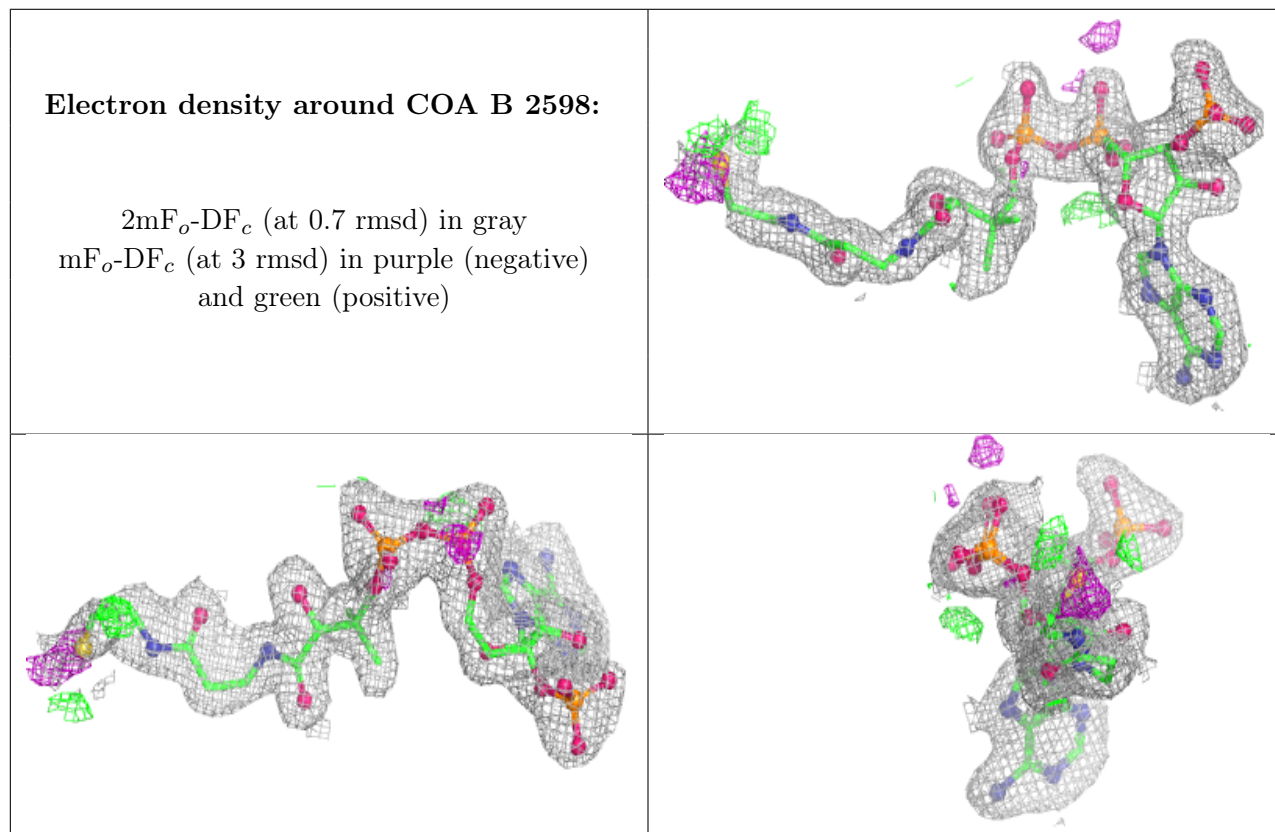 Electron density around COA B 2598:
2mFo-DFc (at 0.7 rmsd) in gray
mFo-DFc (at 3 rmsd) in purple (negative)
and green (positive)